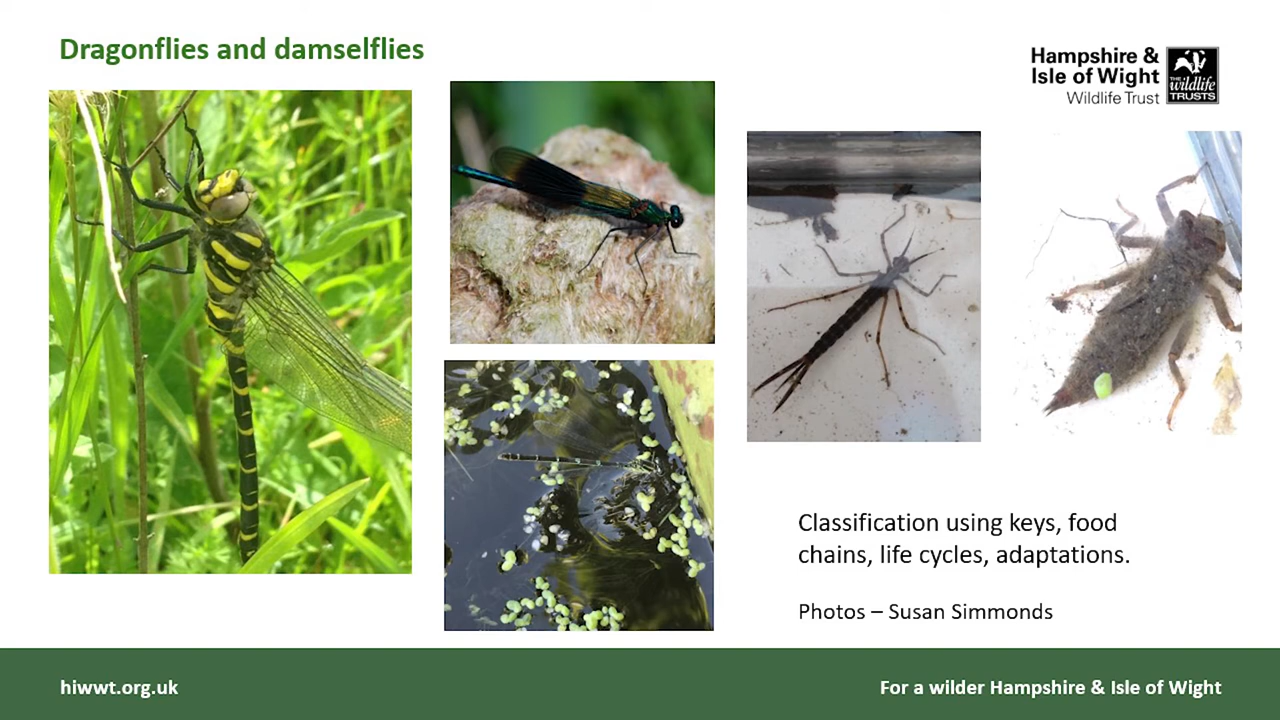 Dragonflies and damselflies
Hampshire &
Isle of Wight
Wildlife Trust
THE
wildlife
TRUSTS
Classification using keys, food
chains, life cycles, adaptations.
Photos – Susan Simmonds
hiwwt.org.uk
For a wilder Hampshire & Isle of Wight